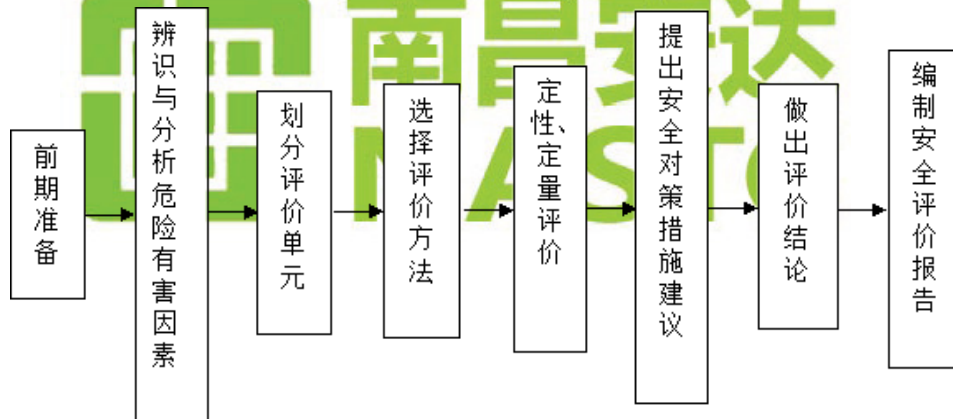 南昌安达
NASTC
前期准备
辨识与分析危险有害因素
划分评价单元
选择评价方法
定性、定量评价
提出安全对策措施建议
做出评价结论
编制安全评价报告